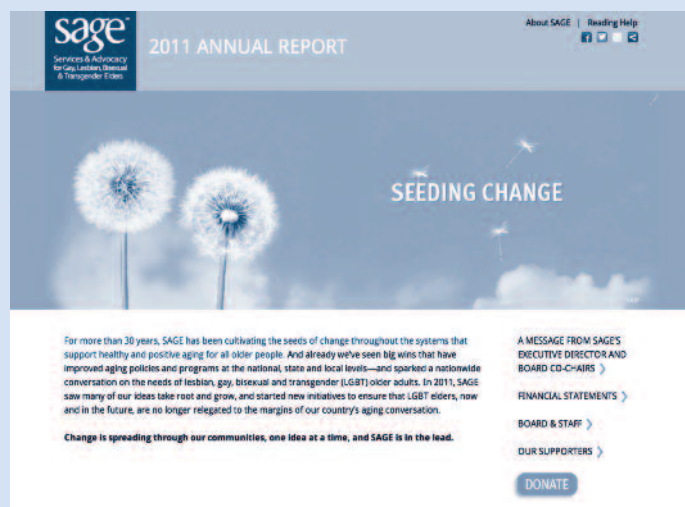 sage
Services & Advocacy
for Gay, Lesbian, Bisexual
& Transgender Elders
2011 ANNUAL REPORT
About SAGE | Reading Help
SEEDING CHANGE
For more than 30 years, SAGE has been cultivating the seeds of change throughout the systems that
support healthy and positive aging for all older people. And already we've seen big wins that have
improved aging policies and programs at the national, state and local levels—and sparked a nationwide
conversation on the needs of lesbian, gay, bisexual and transgender (LGBT) older adults. In 2011, SAGE
saw many of our ideas take root and grow, and started new initiatives to ensure that LGBT elders, now
and in the future, are no longer relegated to the margins of our country's aging conversation.
Change is spreading through our communities, one idea at a time, and SAGE is in the lead.
A MESSAGE FROM SAGE'S
EXECUTIVE DIRECTOR AND
BOARD CO-CHAIRS >
FINANCIAL STATEMENTS >
BOARD & STAFF >
OUR SUPPORTERS >
DONATE